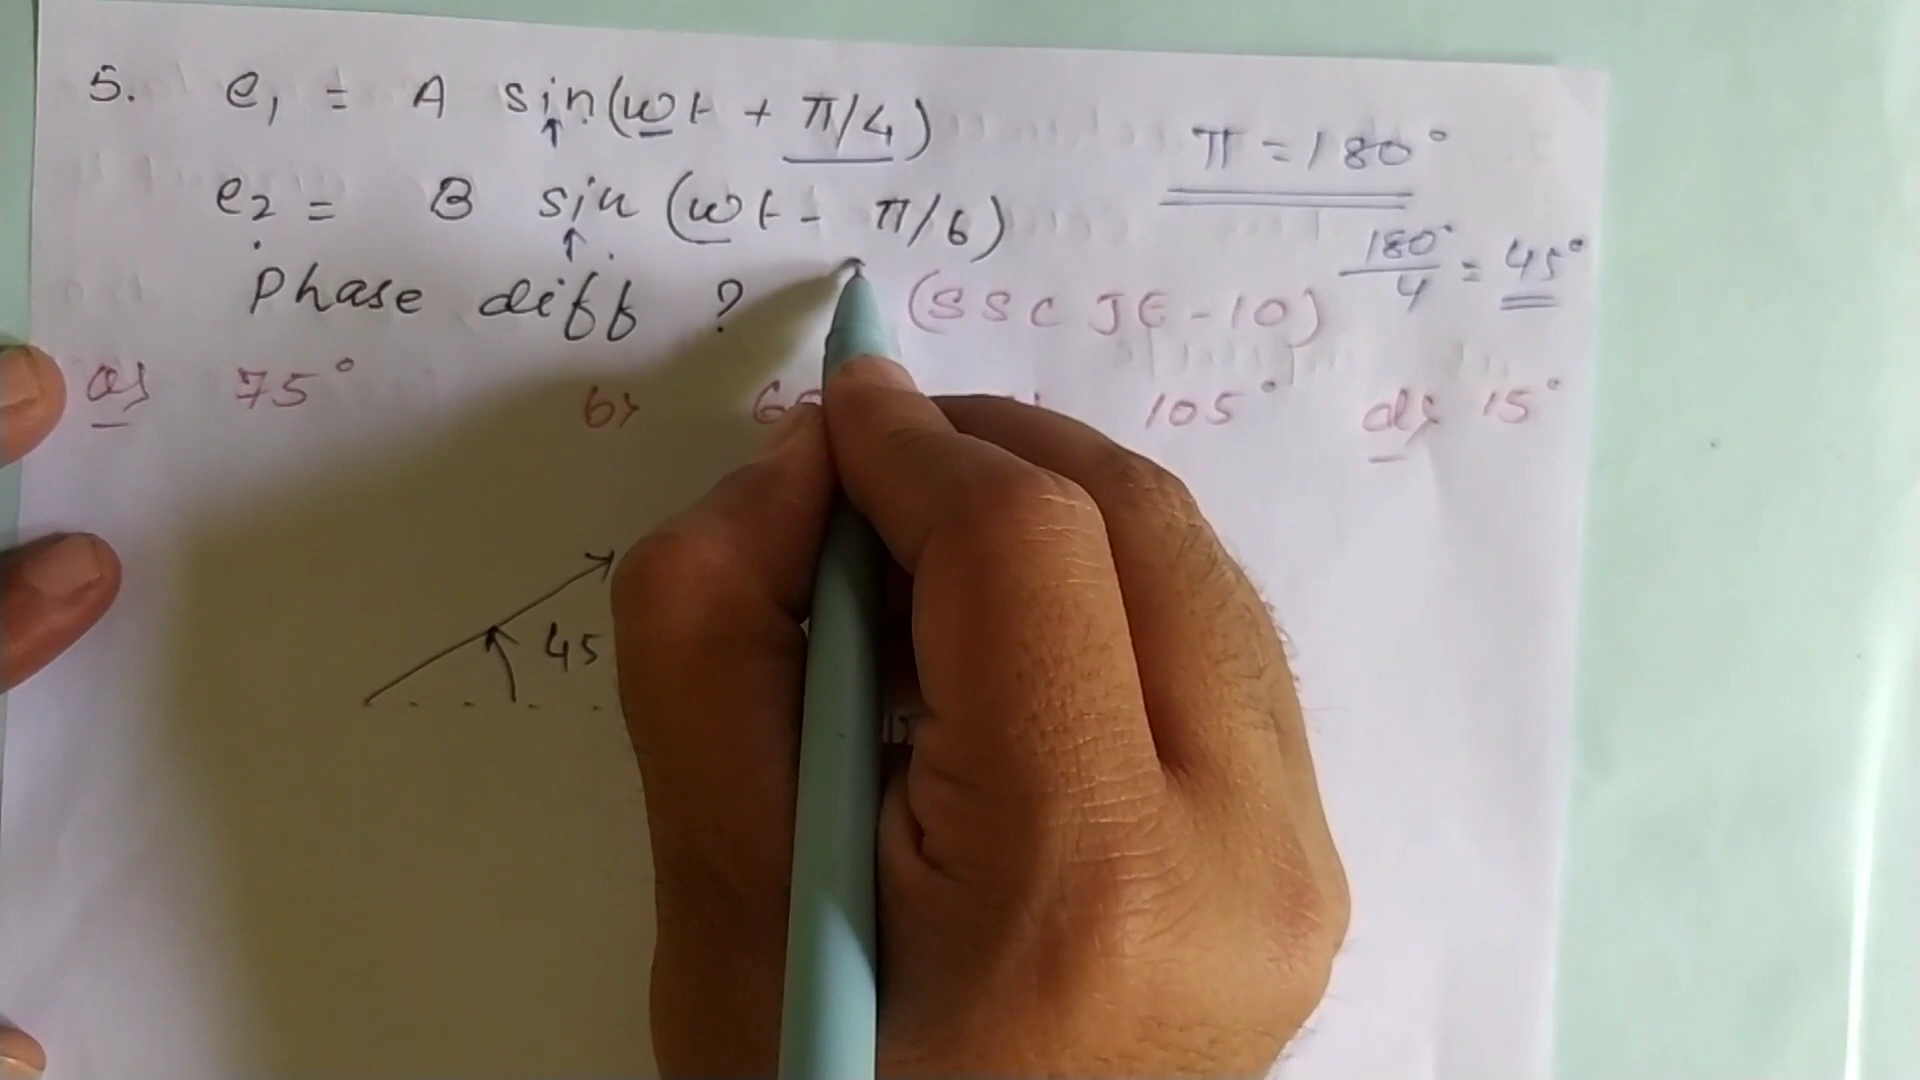 5. e₁ = A sin(ωt + π/4)
π = 180°
e₂ = B sin (ωt - π/6)
180°/4 = 45°
Phase diff ? (SSC JE - 10)
a) 75° b) 105° d) 15°
45